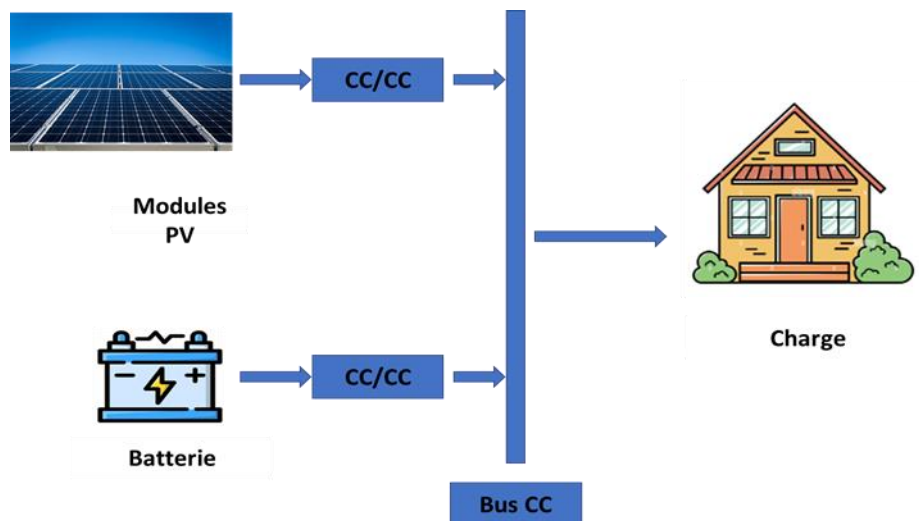 CC/CC
Modules
PV
CC/CC
Batterie
Charge
Bus CC